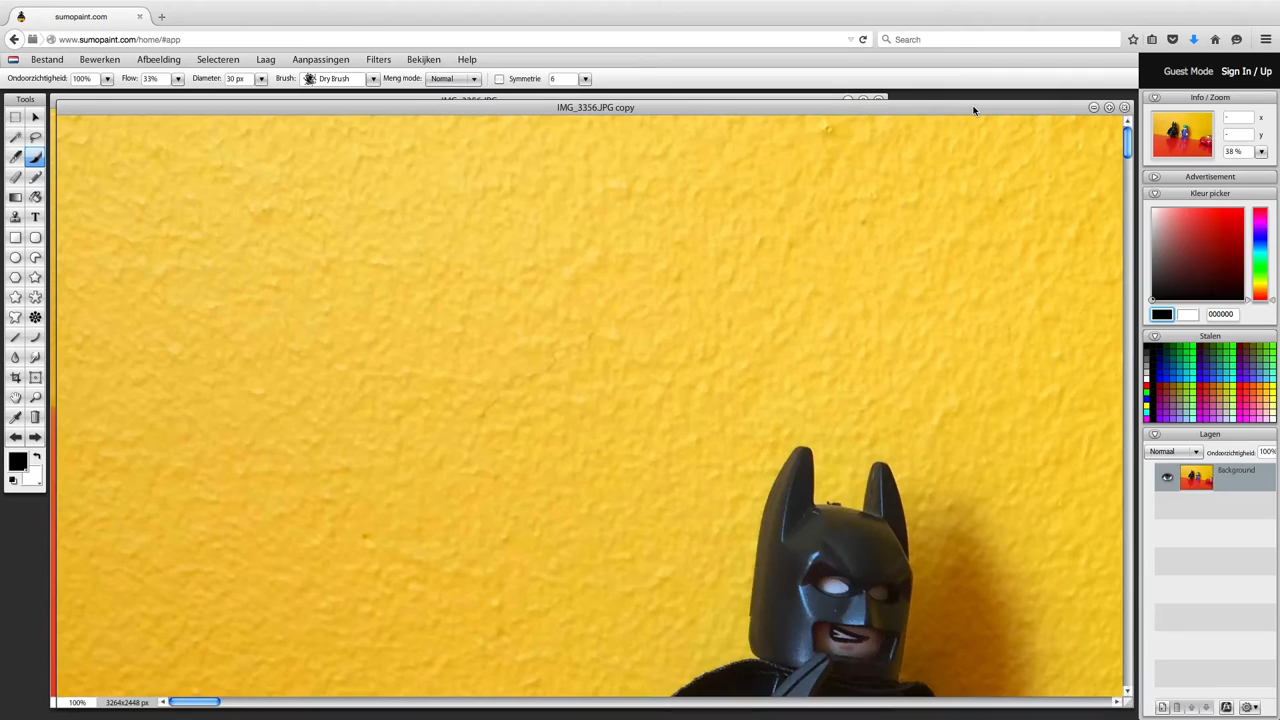 sumopaint.com
www.sumopaint.com/home/#app
Search
Bestand Bewerken Afbeelding Selecteren Laag Aanpassingen Filters Bekijken Help
Guest Mode Sign In / Up
Ondoorzichtigheid: 100% Flow: 33% Diameter: 30 px Brush: Dry Brush Meng mode: Normal Symmetrie 6
Tools
IMG_3356.JPG copy
Info / Zoom
- x
- y
38 %
Advertisement
Kleur picker
000000
Stalen
Lagen
Normaal Ondoorzichtigheid: 100%
Background
T
100% 3264x2448 px